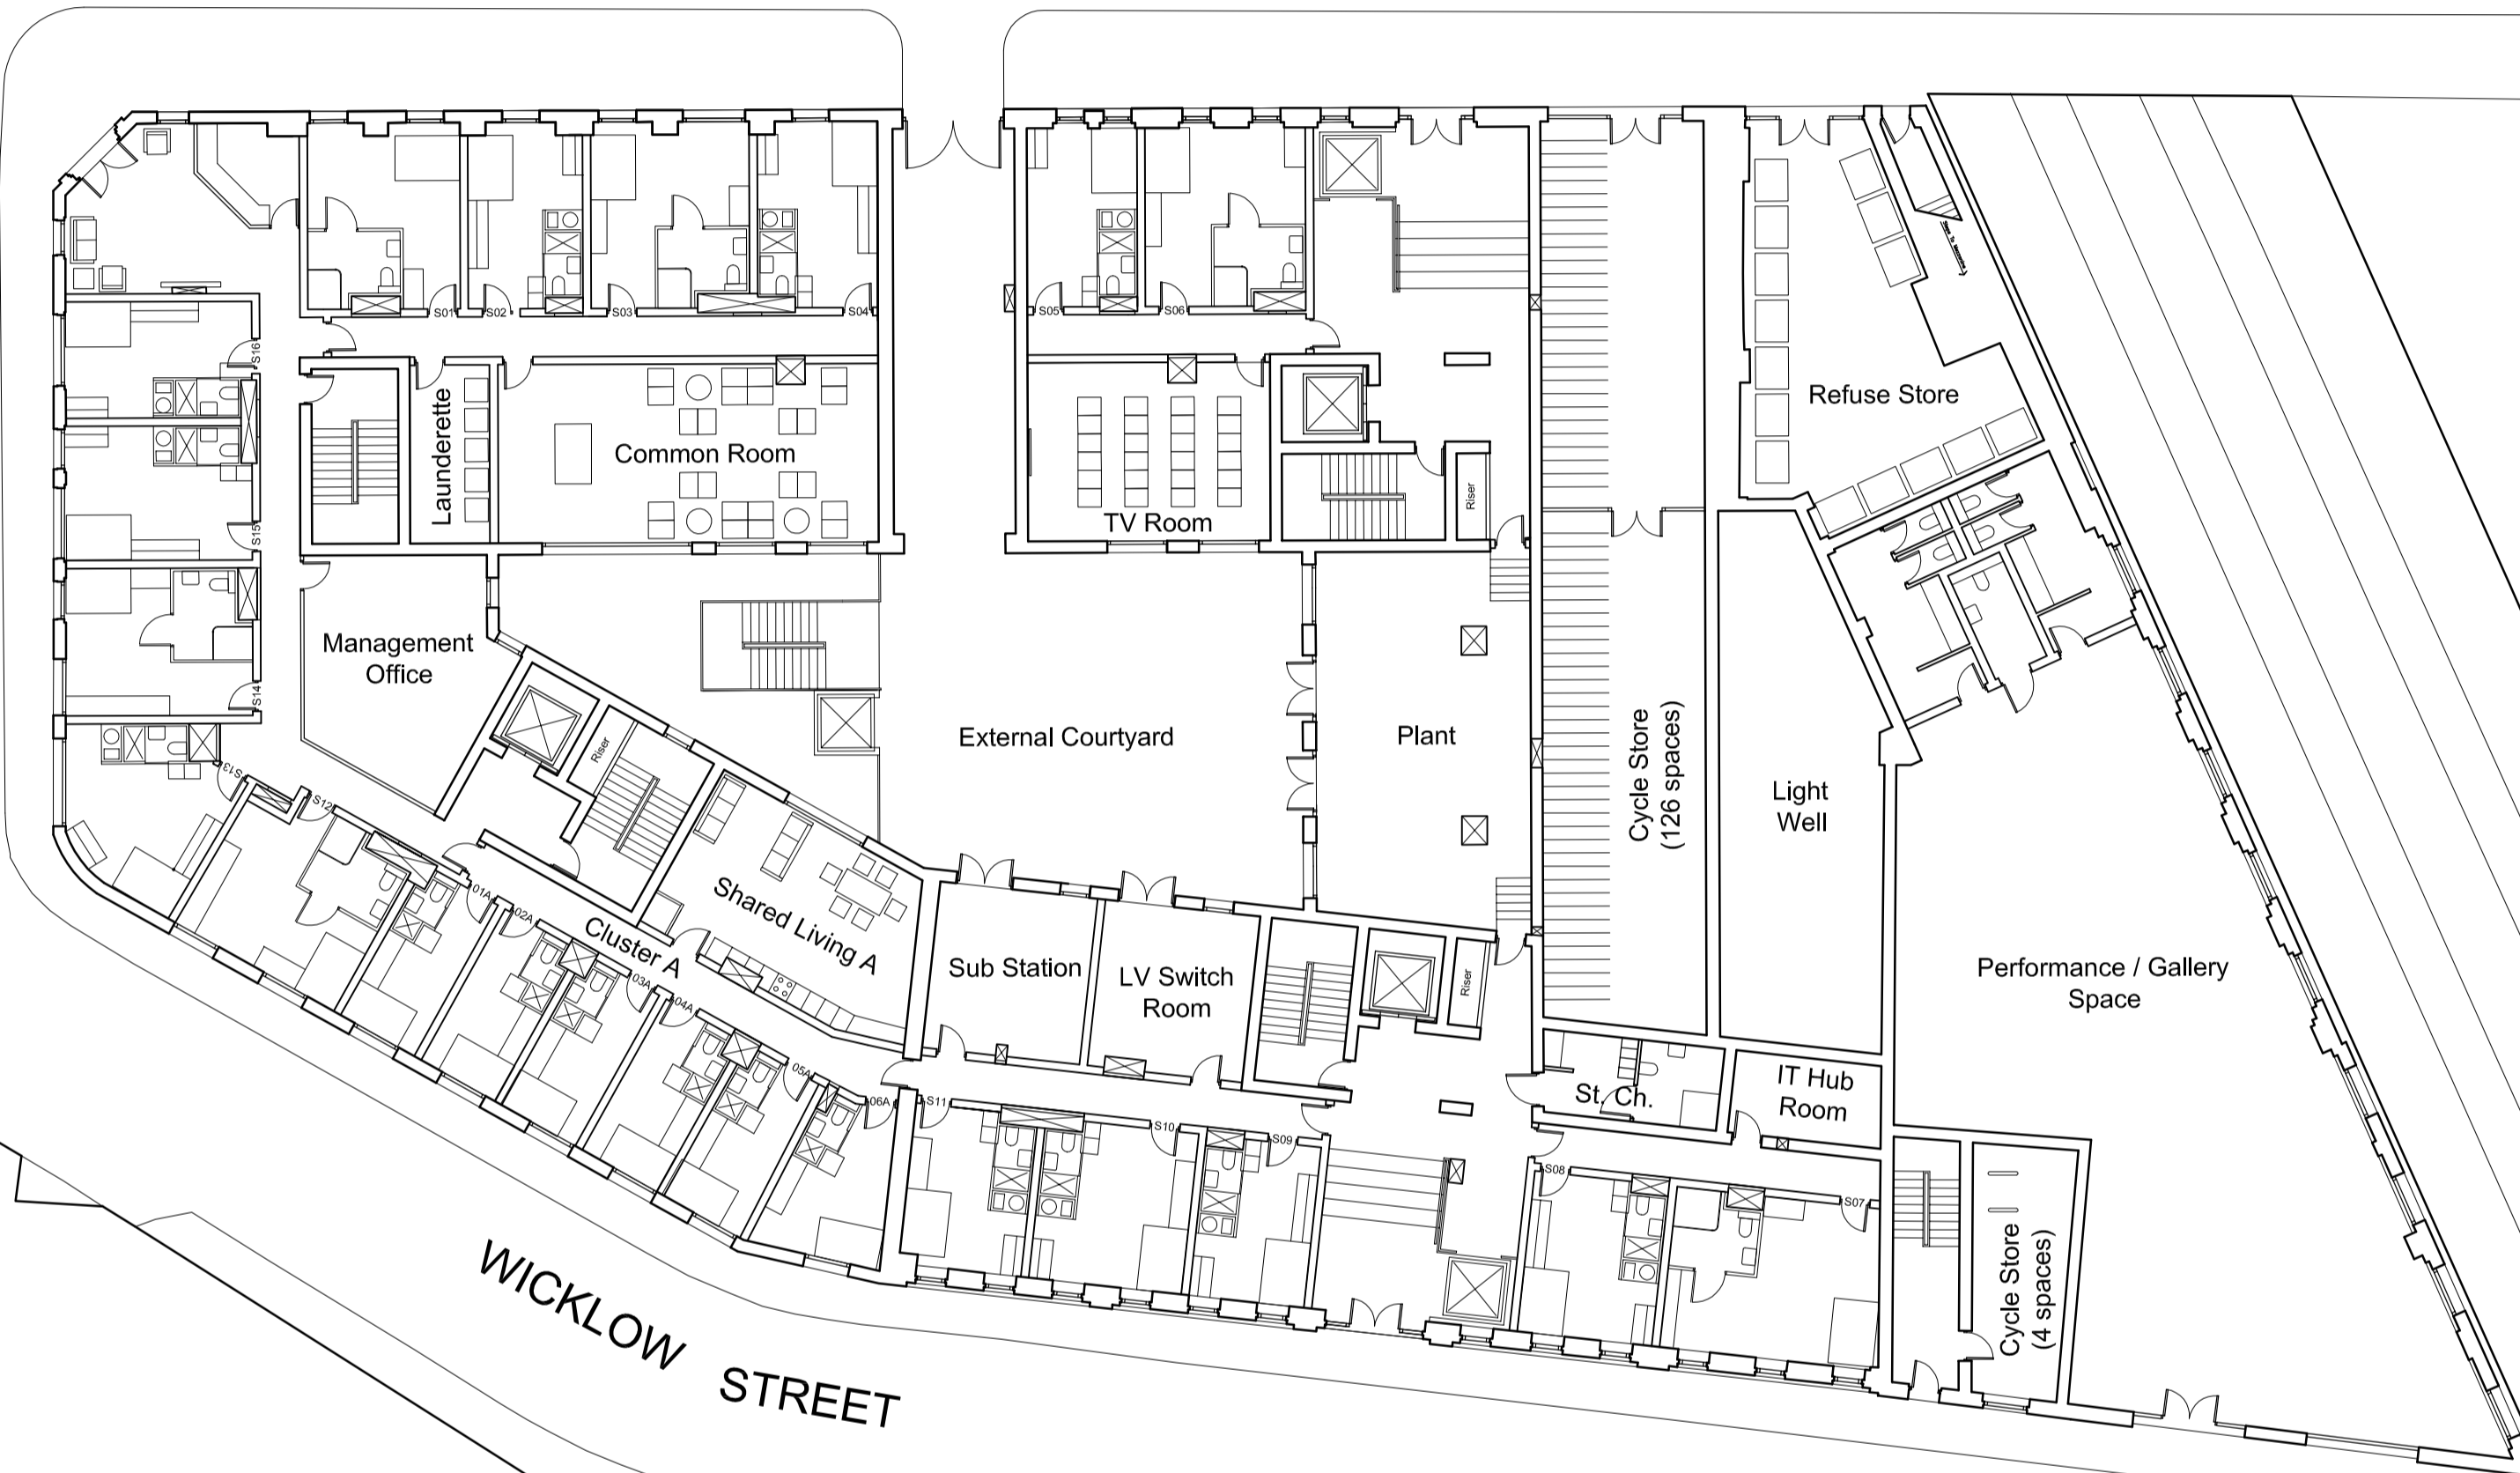 S01
S02
S03
S04
S05
S06
S16
Launderette
Common Room
Refuse Store
Riser
TV Room
S15
Management
Office
S14
Riser
External Courtyard
Plant
Cycle Store
(126 spaces)
Light
Well
S13
S12
01A
02A
Cluster A
Shared Living A
03A
04A
Sub Station
LV Switch
Room
Riser
Performance / Gallery
Space
05A
06A
S11
St. Ch.
IT Hub
Room
S10
S09
S08
S07
Cycle Store
(4 spaces)
WICKLOW STREET